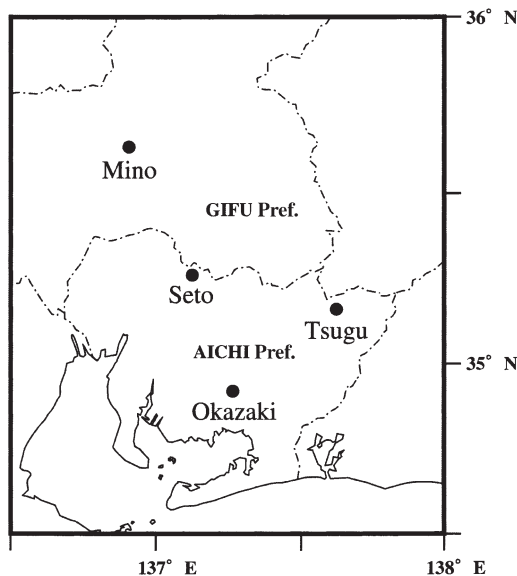 36° N
Mino
GIFU Pref.
Seto
Tsugu
AICHI Pref.
35° N
Okazaki
137° E
138° E